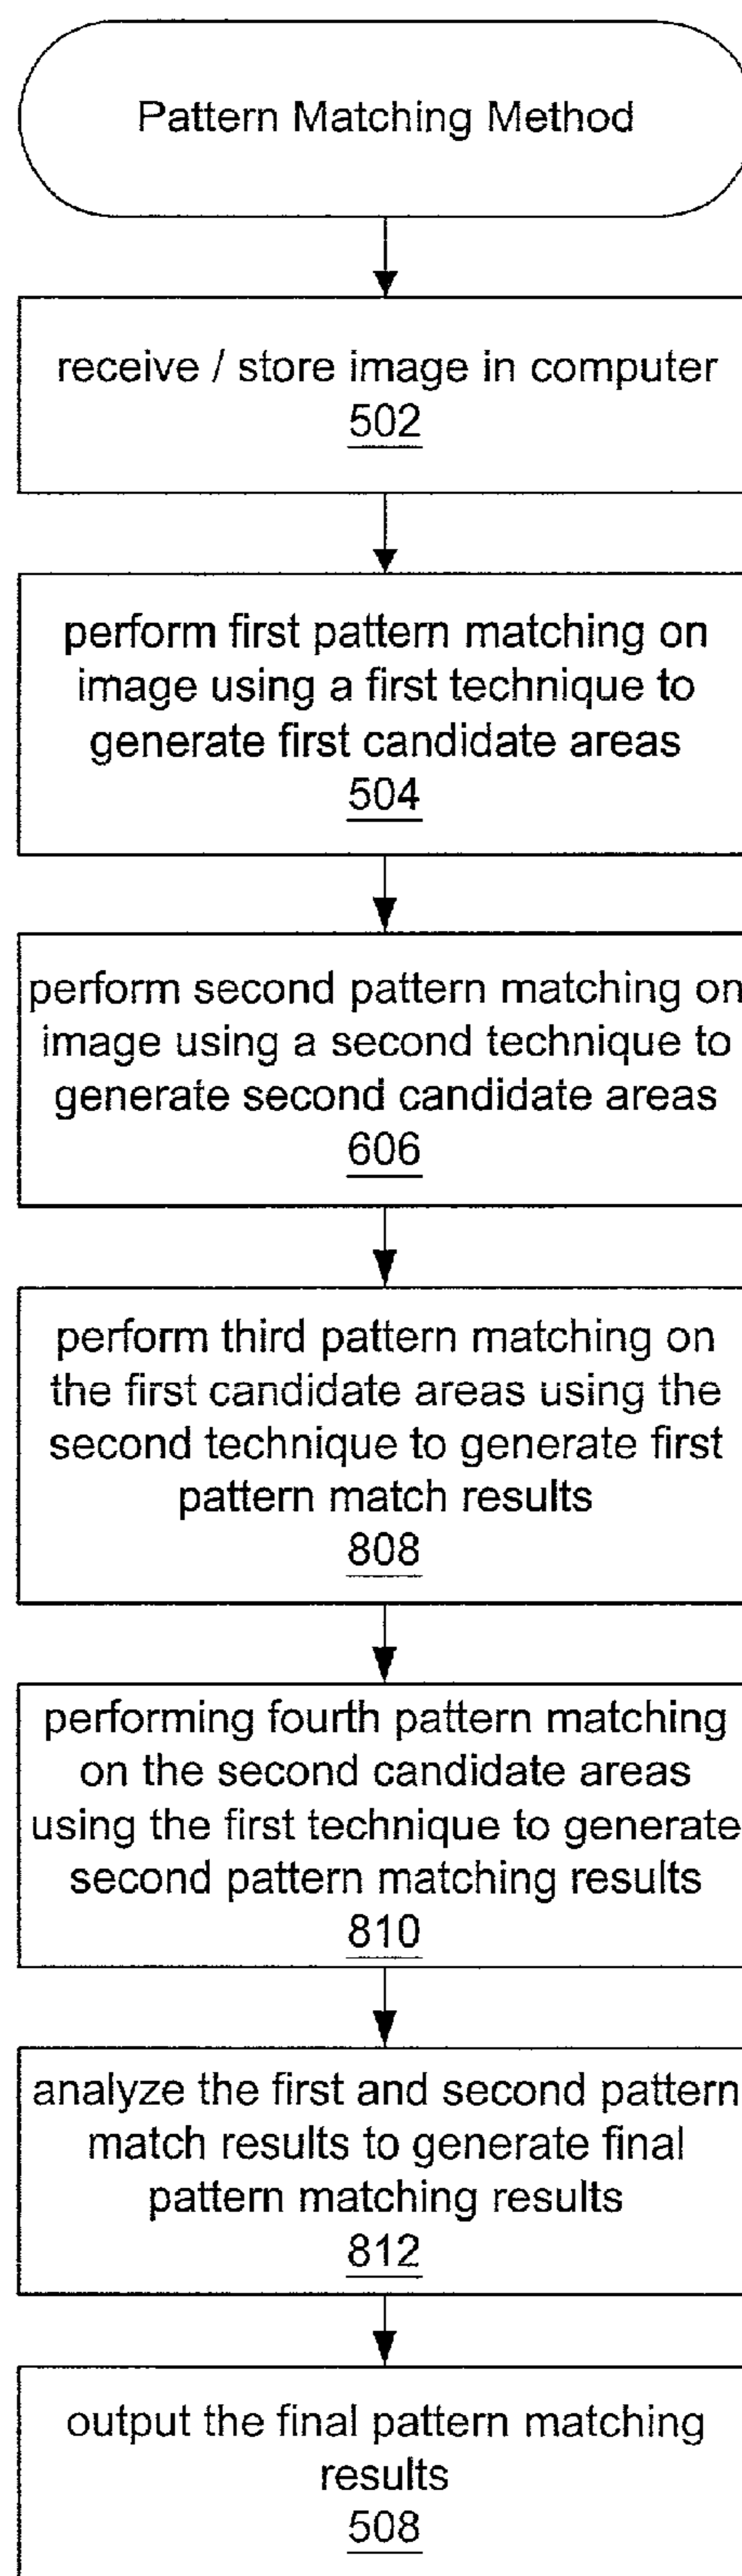 Pattern Matching Method
receive / store image in computer
502
perform first pattern matching on
image using a first technique to
generate first candidate areas
504
perform second pattern matching on
image using a second technique to
generate second candidate areas
606
perform third pattern matching on
the first candidate areas using the
second technique to generate first
pattern match results
808
performing fourth pattern matching
on the second candidate areas
using the first technique to generate
second pattern matching results
810
analyze the first and second pattern
match results to generate final
pattern matching results
812
output the final pattern matching
results
508